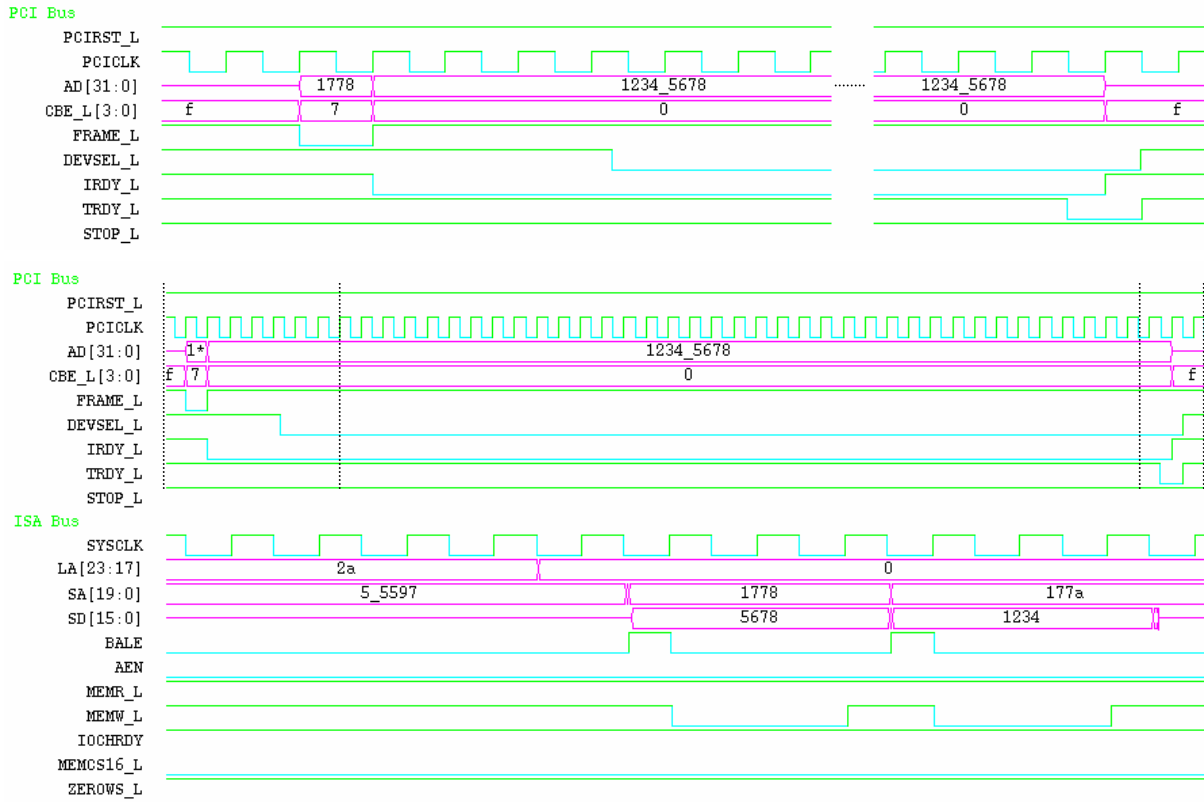 PCI Bus
PCIRST_L
PCICLK
AD[31:0] 1778 1234_5678 1234_5678
CBE_L[3:0] f 7 0 0 f
FRAME_L
DEVSEL_L
IRDY_L
TRDY_L
STOP_L
PCI Bus
PCIRST_L
PCICLK
AD[31:0] 1* 1234_5678
CBE_L[3:0] f 7 0 f
FRAME_L
DEVSEL_L
IRDY_L
TRDY_L
STOP_L
ISA Bus
SYSCLK
LA[23:17] 2a 0
SA[19:0] 5_5597 1778 177a
SD[15:0] 5678 1234
BALE
AEN
MEMR_L
MEMW_L
IOCHRDY
MEMCS16_L
ZEROWS_L